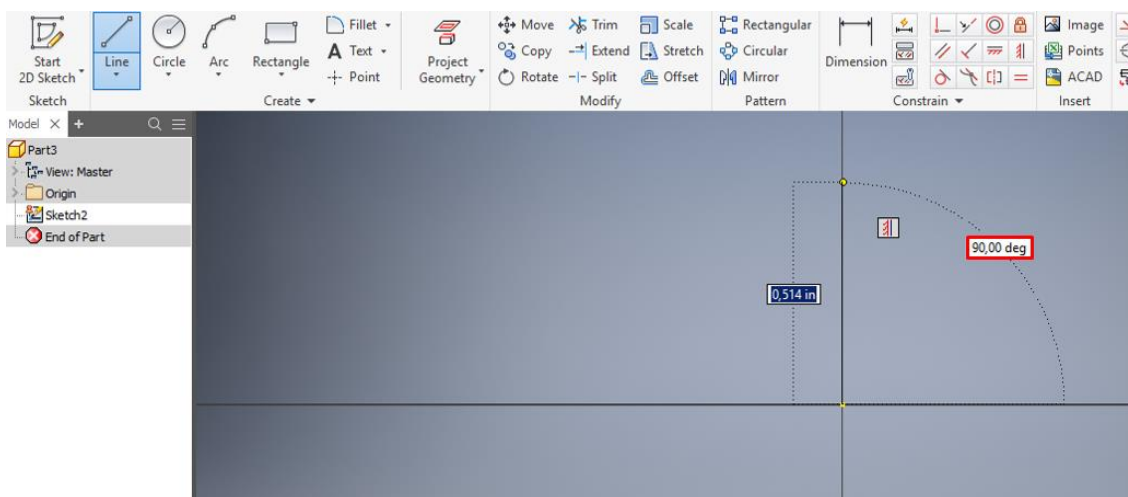 Start
2D Sketch
Line
Circle
Arc
Rectangle
Fillet
Text
Point
Project
Geometry
Move
Copy
Rotate
Trim
Extend
Split
Scale
Stretch
Offset
Rectangular
Circular
Mirror
Dimension
Image
Points
ACAD
Sketch
Create
Modify
Pattern
Constrain
Insert
Model
Part3
View: Master
Origin
Sketch2
End of Part
90,00 deg
0,514 in